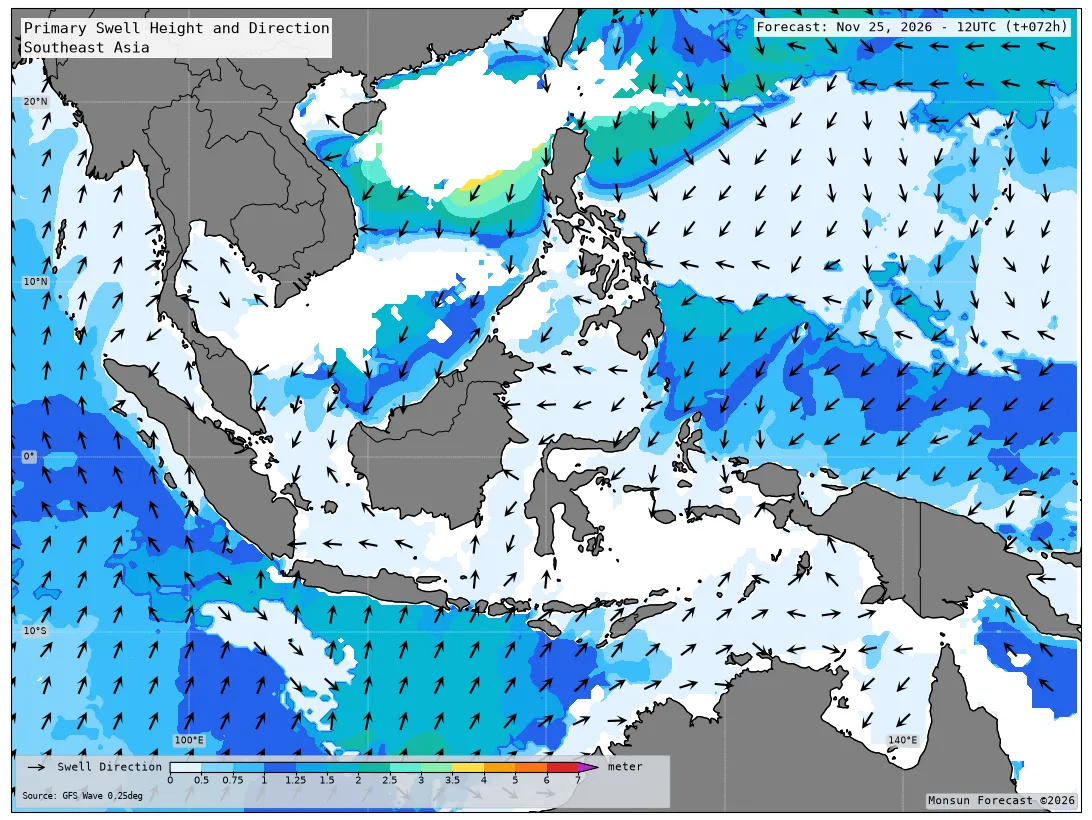 Primary Swell Height and Direction
Southeast Asia
Forecast: Nov 25, 2026 - 12UTC (t+072h)
20°N
10°N
0°
10°S
100°E
140°E
Swell Direction
meter
0 0.5 0.75 1 1.25 1.5 2 2.5 3 3.5 4 5 6 7
Source: GFS Wave 0,25deg
Monsun Forecast ©2026